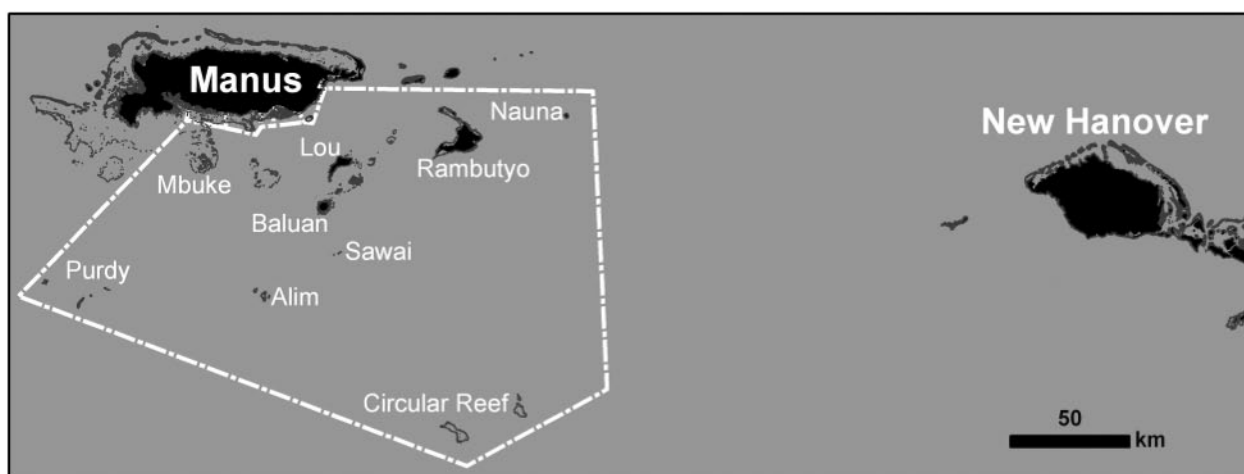 Manus
Nauna
New Hanover
Lou
Rambutyo
Mbuke
Baluan
Sawai
Purdy
Alim
Circular Reef
50
km